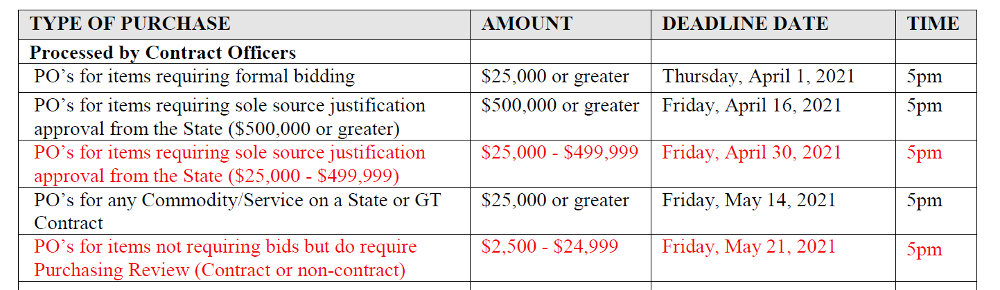 TYPE OF PURCHASE AMOUNT DEADLINE DATE TIME
Processed by Contract Officers
PO’s for items requiring formal bidding $25,000 or greater Thursday, April 1, 2021 5pm
PO’s for items requiring sole source justification $500,000 or greater Friday, April 16, 2021 5pm
approval from the State ($500,000 or greater)
PO’s for items requiring sole source justification $25,000 - $499,999 Friday, April 30, 2021 5pm
approval from the State ($25,000 - $499,999)
PO’s for any Commodity/Service on a State or GT $25,000 or greater Friday, May 14, 2021 5pm
Contract
PO’s for items not requiring bids but do require $2,500 - $24,999 Friday, May 21, 2021 5pm
Purchasing Review (Contract or non-contract)